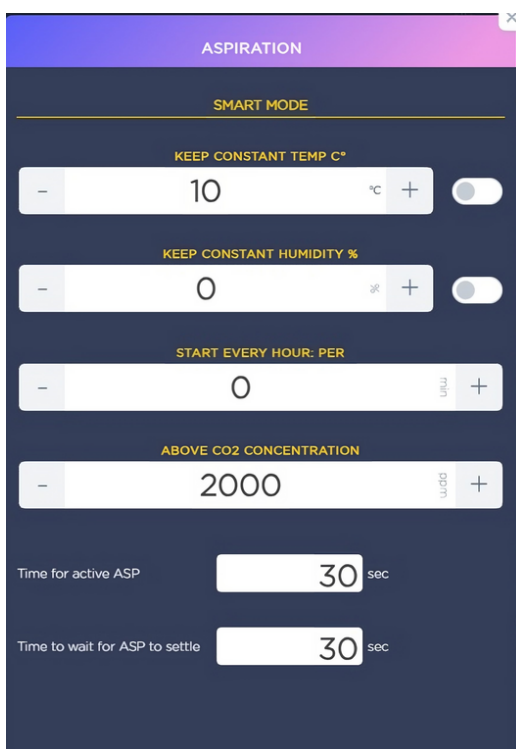 ASPIRATION
SMART MODE
KEEP CONSTANT TEMP C°
- 10 °C +
KEEP CONSTANT HUMIDITY %
- 0 % +
START EVERY HOUR: PER
- 0 min +
ABOVE CO2 CONCENTRATION
- 2000 ppm +
Time for active ASP 30 sec
Time to wait for ASP to settle 30 sec